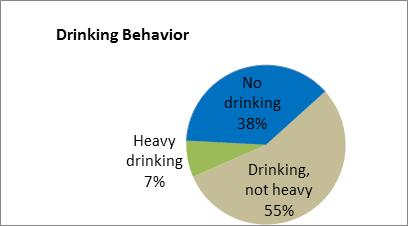 Drinking Behavior
No
drinking
38%
Heavy
drinking
7%
Drinking,
not heavy
55%